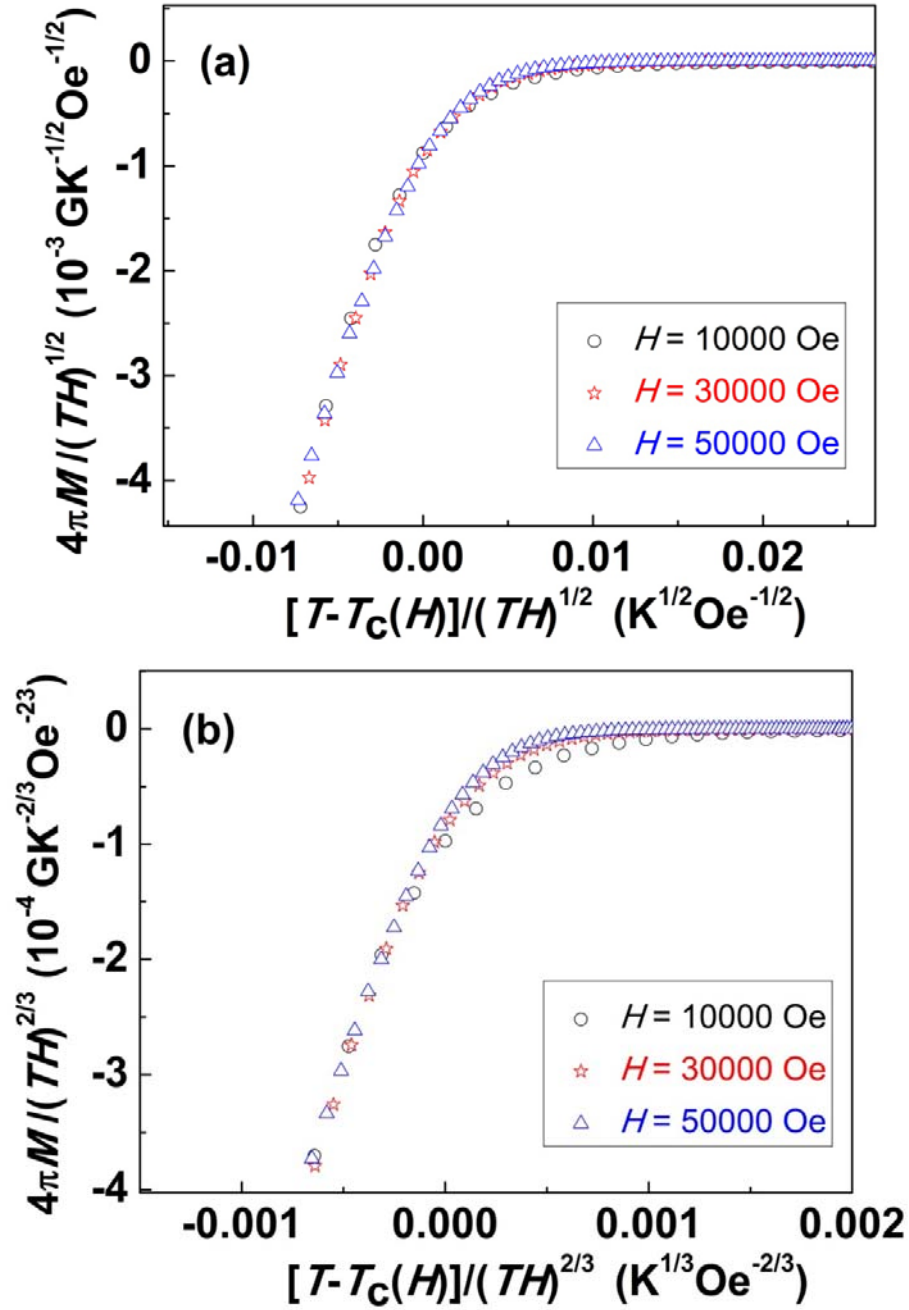 (a)
0
-1
-2
-3
-4
4πM/(TH)^1/2 (10^-3 GK^-1/2Oe^-1/2)
H = 10000 Oe
H = 30000 Oe
H = 50000 Oe
-0.01 0.00 0.01 0.02
[T-T_C(H)]/(TH)^1/2 (K^1/2Oe^-1/2)
(b)
0
-1
-2
-3
-4
4πM/(TH)^2/3 (10^-4 GK^-2/3Oe^-23)
H = 10000 Oe
H = 30000 Oe
H = 50000 Oe
-0.001 0.000 0.001 0.002
[T-T_C(H)]/(TH)^2/3 (K^1/3Oe^-2/3)